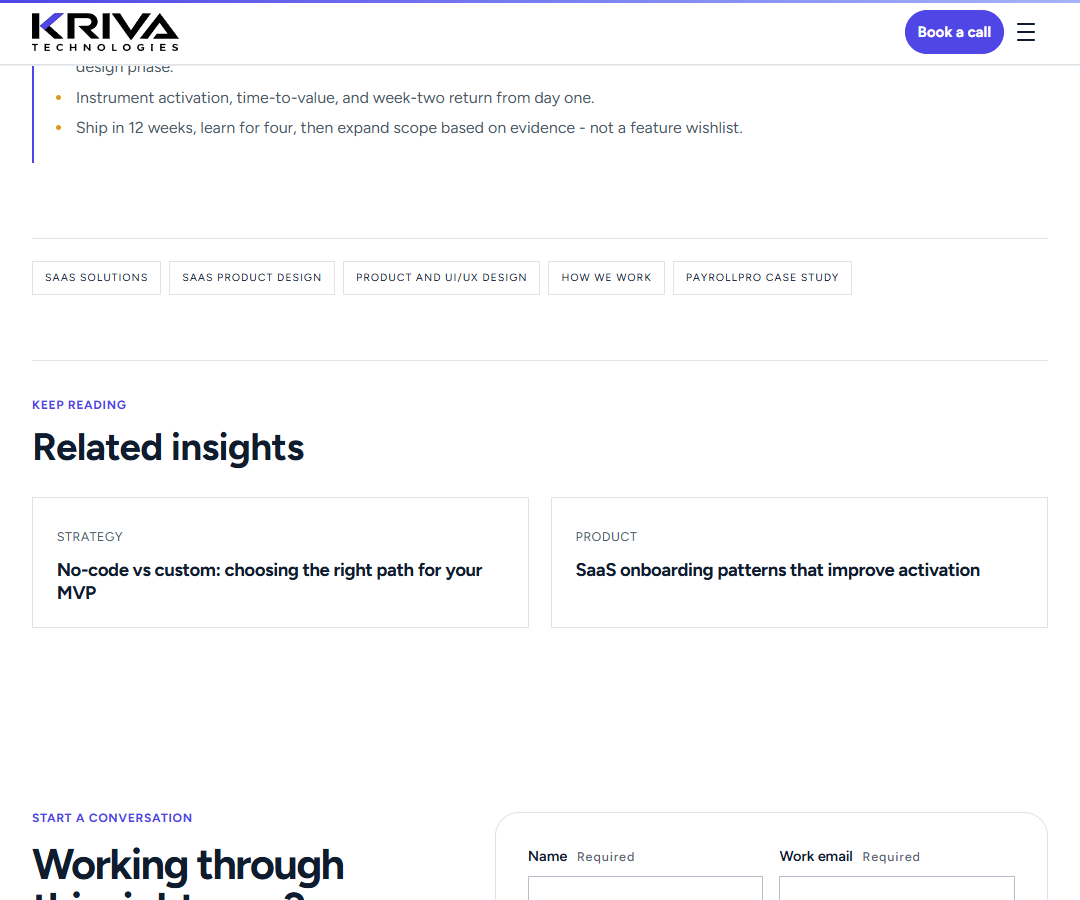 KRIVA
TECHNOLOGIES
Book a call
design phase.
Instrument activation, time-to-value, and week-two return from day one.
Ship in 12 weeks, learn for four, then expand scope based on evidence - not a feature wishlist.
SAAS SOLUTIONS
SAAS PRODUCT DESIGN
PRODUCT AND UI/UX DESIGN
HOW WE WORK
PAYROLLPRO CASE STUDY
KEEP READING
Related insights
STRATEGY
No-code vs custom: choosing the right path for your
MVP
PRODUCT
SaaS onboarding patterns that improve activation
START A CONVERSATION
Working through
Name Required
Work email Required